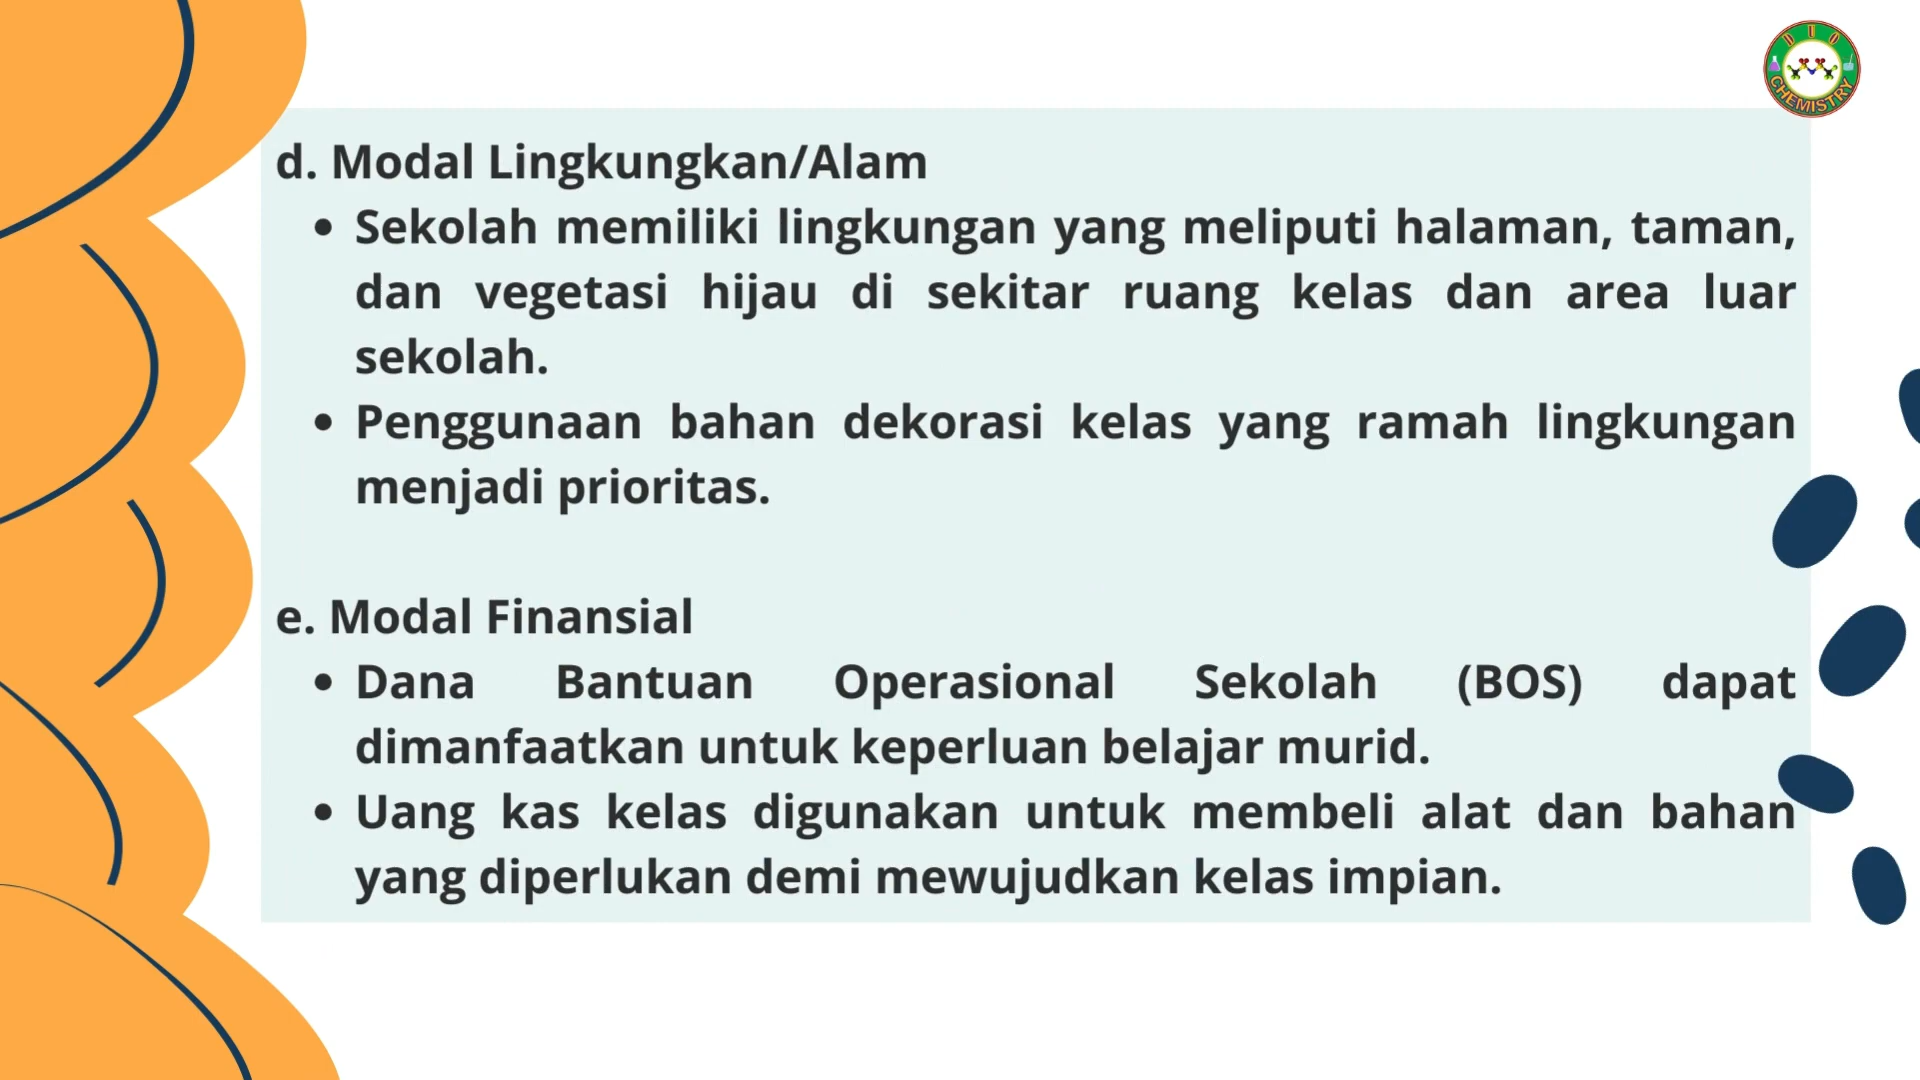 DUO
CHEMISTRY
d. Modal Lingkungkan/Alam
• Sekolah memiliki lingkungan yang meliputi halaman, taman,
dan vegetasi hijau di sekitar ruang kelas dan area luar
sekolah.
• Penggunaan bahan dekorasi kelas yang ramah lingkungan
menjadi prioritas.
e. Modal Finansial
• Dana Bantuan Operasional Sekolah (BOS) dapat
dimanfaatkan untuk keperluan belajar murid.
• Uang kas kelas digunakan untuk membeli alat dan bahan
yang diperlukan demi mewujudkan kelas impian.